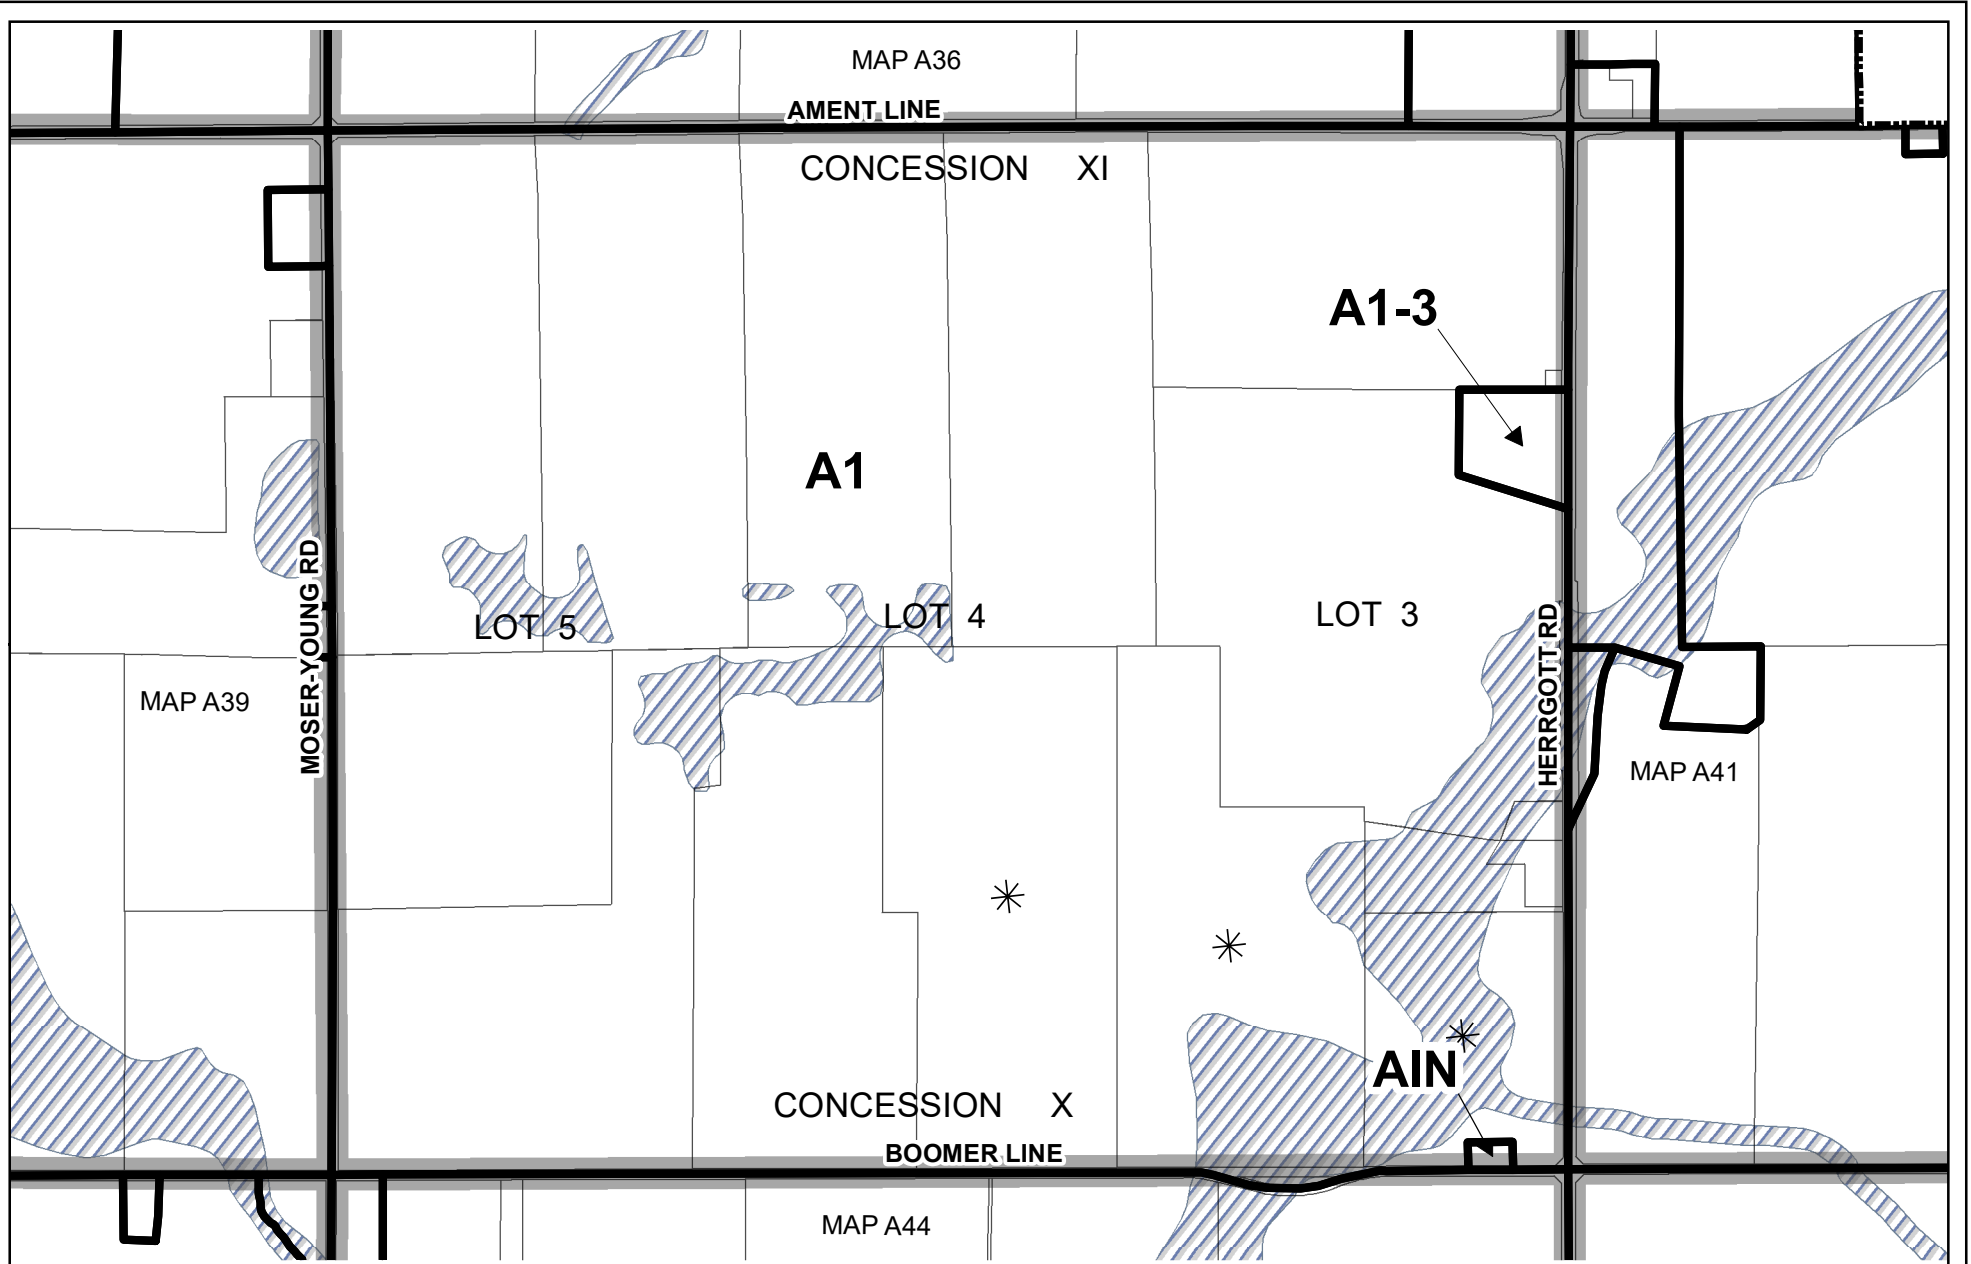 MAP A36
AMENT LINE
CONCESSION XI
A1-3
A1
LOT 5
LOT 4
LOT 3
MOSER-YOUNG RD
HERRGOTT RD
MAP A39
MAP A41
AIN
CONCESSION X
BOOMER LINE
MAP A44